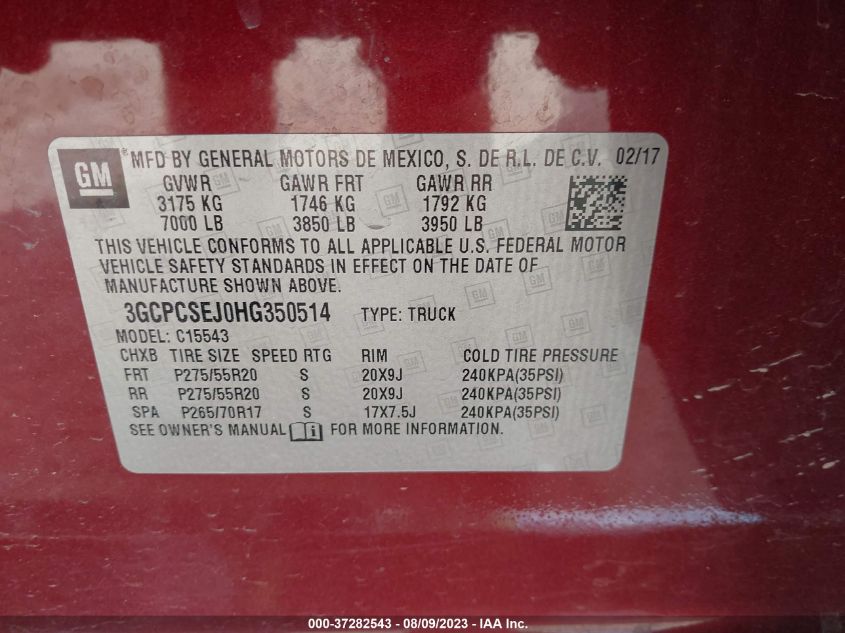 GM
* MFD BY GENERAL MOTORS DE MEXICO, S. DE R.L. DE C.V. 02/17
GVWR GAWR FRT GAWR RR
3175 KG 1746 KG 1792 KG
7000 LB 3850 LB 3950 LB
THIS VEHICLE CONFORMS TO ALL APPLICABLE U.S. FEDERAL MOTOR
VEHICLE SAFETY STANDARDS IN EFFECT ON THE DATE OF
MANUFACTURE SHOWN ABOVE.
3GCPCSEJ0HG350514 TYPE: TRUCK
MODEL: C15543
CHXB TIRE SIZE SPEED RTG RIM COLD TIRE PRESSURE
FRT P275/55R20 S 20X9J 240KPA(35PSI)
RR P275/55R20 S 20X9J 240KPA(35PSI)
SPA P265/70R17 S 17X7.5J 240KPA(35PSI)
SEE OWNER'S MANUAL i FOR MORE INFORMATION.
000-37282543 - 08/09/2023 - IAA Inc.